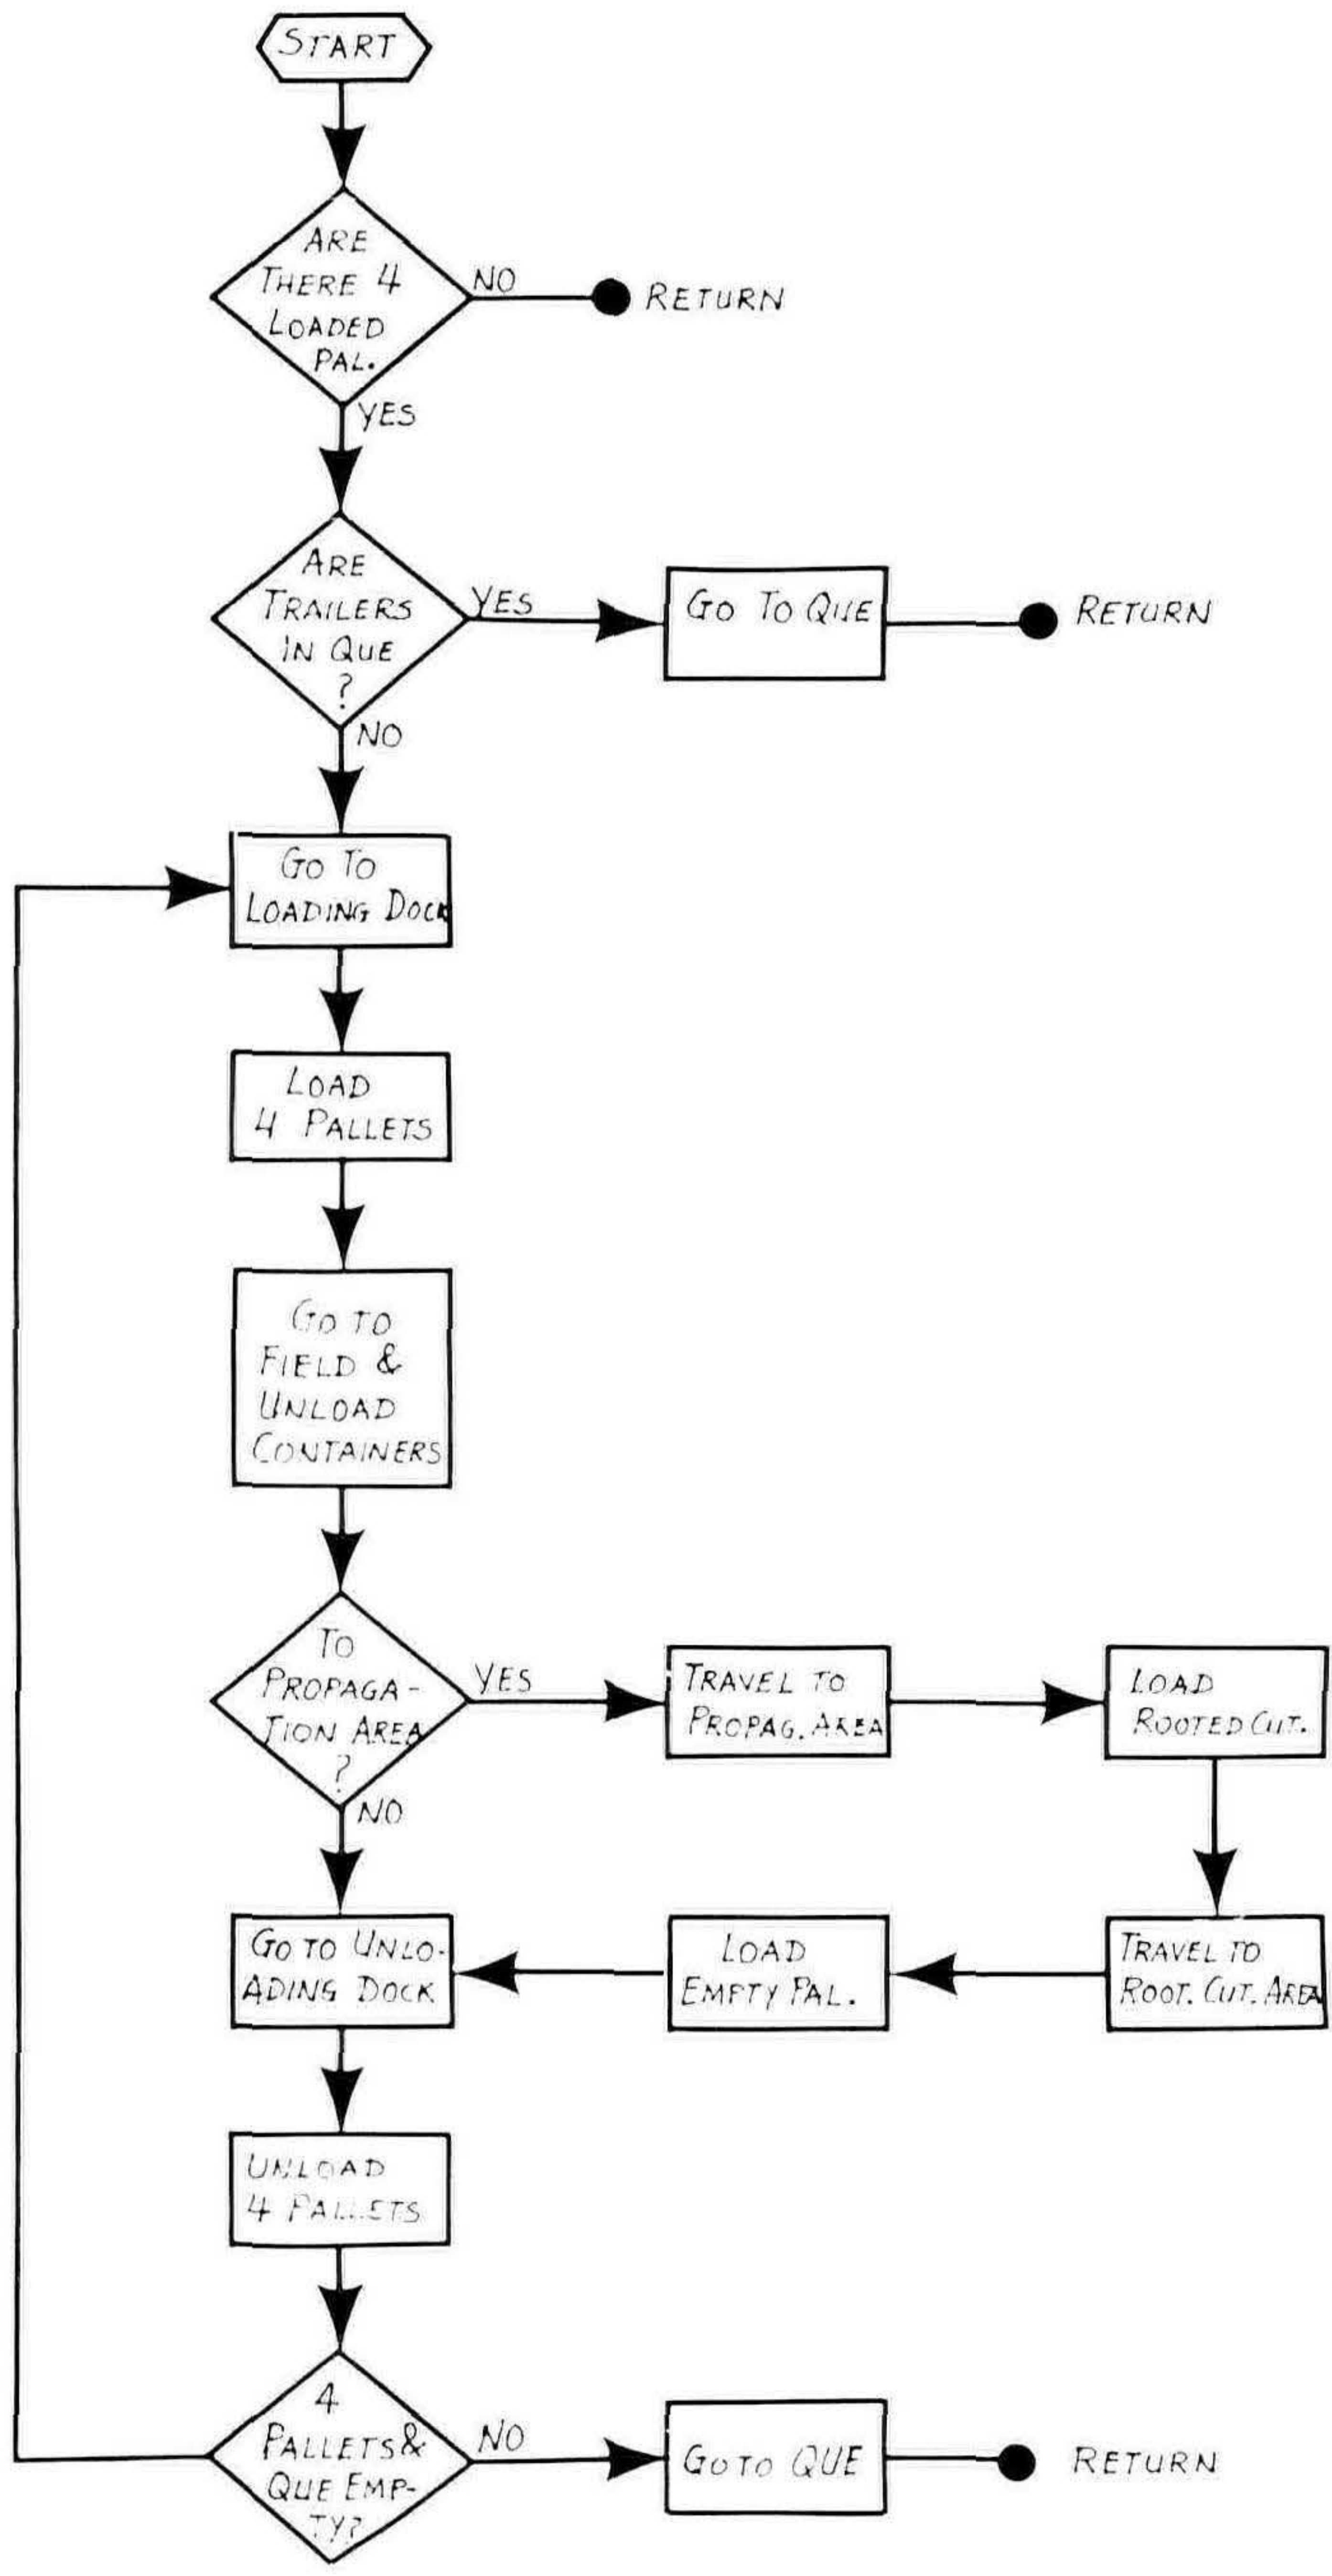 START
ARE
THERE 4
LOADED
PAL.
NO
RETURN
YES
ARE
TRAILERS
IN QUE
?
YES
GO TO QUE
RETURN
NO
GO TO
LOADING DOCK
LOAD
4 PALLETS
GO TO
FIELD &
UNLOAD
CONTAINERS
TO
PROPAGA-
TION AREA
?
YES
TRAVEL TO
PROPAG. AREA
LOAD
ROOTED CUT.
NO
GO TO UNLO-
ADING DOCK
LOAD
EMPTY PAL.
TRAVEL TO
ROOT. CUT. AREA
UNLOAD
4 PALLETS
4
PALLETS &
QUE EMP-
TY?
NO
GO TO QUE
RETURN